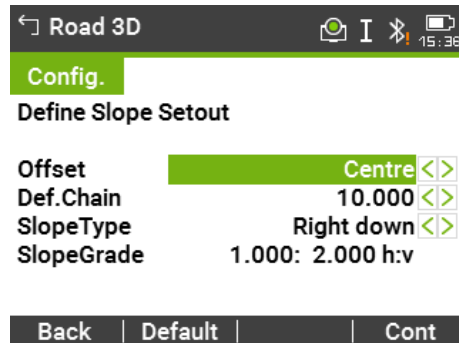 Road 3D I 15:36
Config.
Define Slope Setout
Offset Centre
Def.Chain 10.000
SlopeType Right down
SlopeGrade 1.000: 2.000 h:v
Back Default Cont